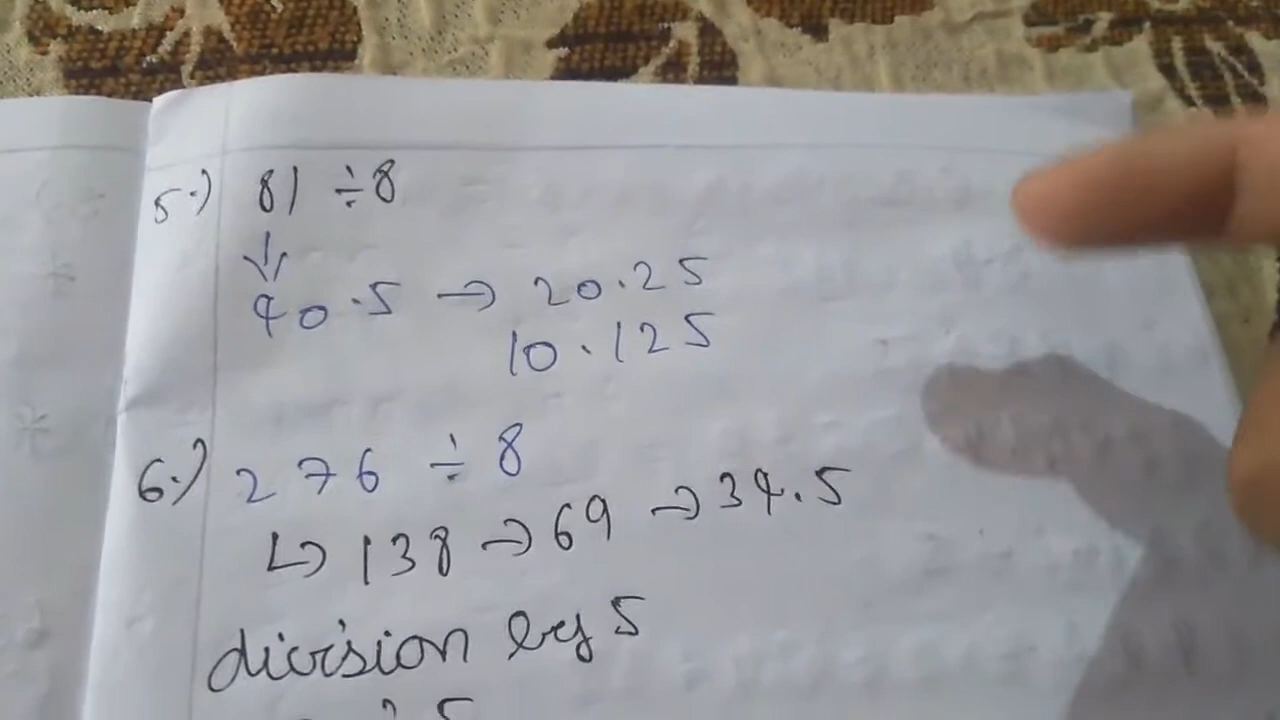 5.) 81 ÷ 8
↓
40.5 → 20.25
10.125
6.) 276 ÷ 8
↳ 138 → 69 → 34.5
division by 5